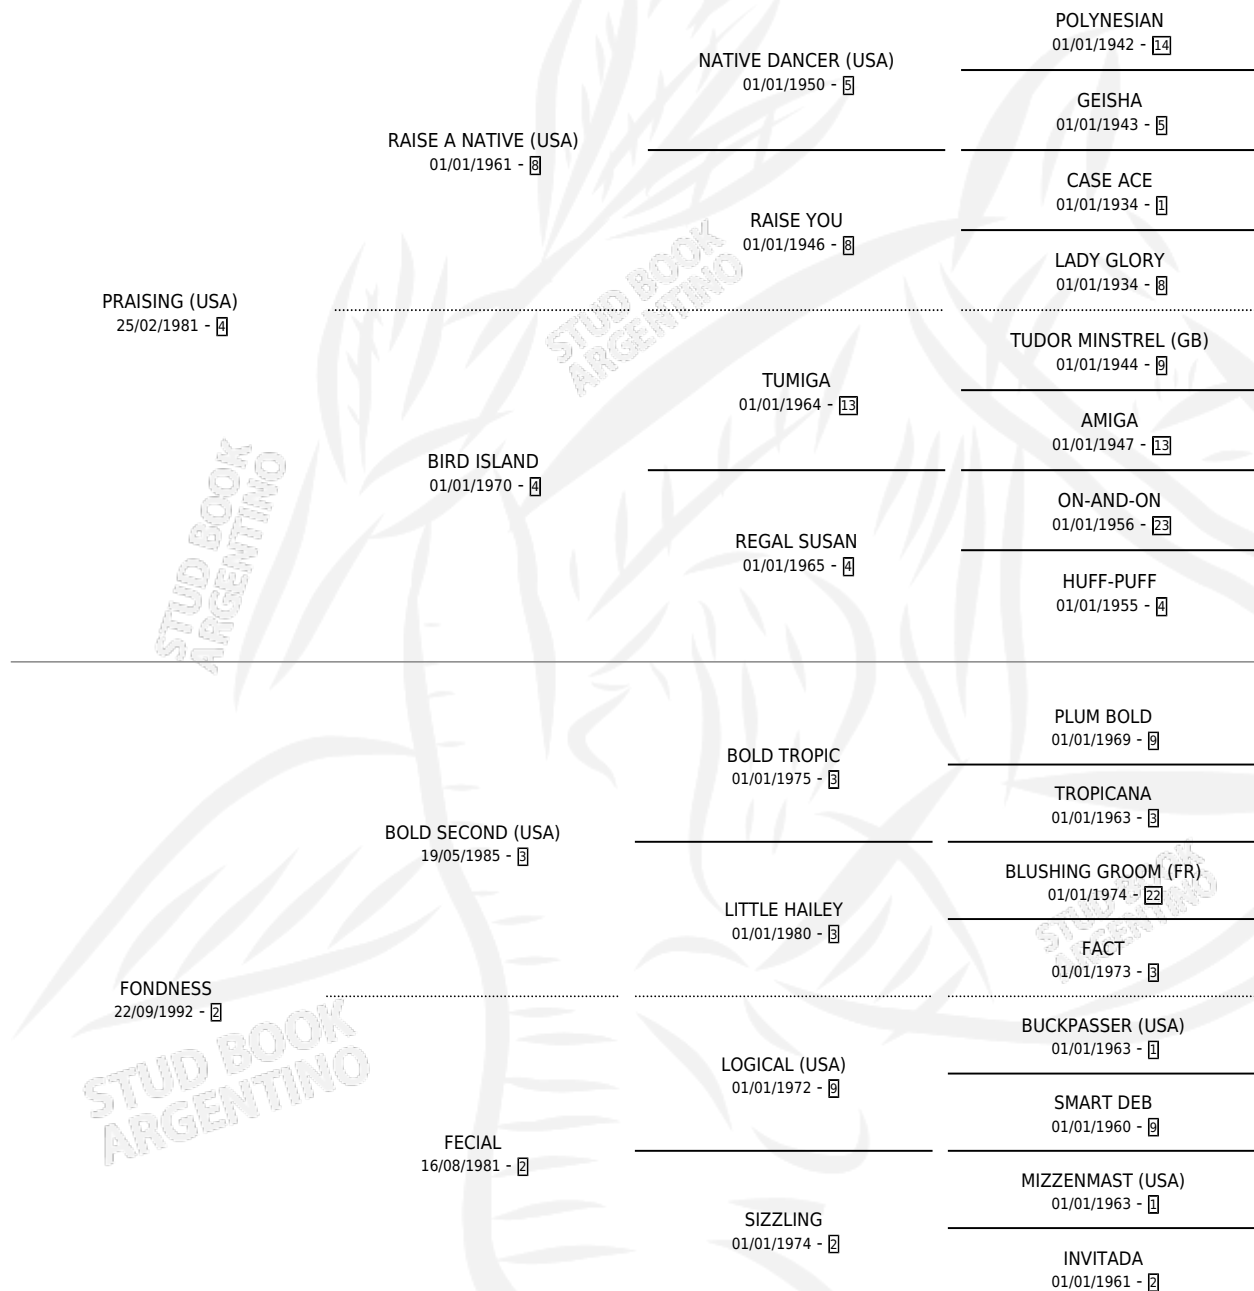 POLYNESIAN
01/01/1942 - 14
NATIVE DANCER (USA)
01/01/1950 - 5
GEISHA
01/01/1943 - 5
RAISE A NATIVE (USA)
01/01/1961 - 8
CASE ACE
01/01/1934 - 1
RAISE YOU
01/01/1946 - 8
LADY GLORY
01/01/1934 - 8
PRAISING (USA)
25/02/1981 - 4
TUDOR MINSTREL (GB)
01/01/1944 - 9
TUMIGA
01/01/1964 - 13
AMIGA
01/01/1947 - 13
BIRD ISLAND
01/01/1970 - 4
ON-AND-ON
01/01/1956 - 23
REGAL SUSAN
01/01/1965 - 4
HUFF-PUFF
01/01/1955 - 4
PLUM BOLD
01/01/1969 - 9
BOLD TROPIC
01/01/1975 - 3
TROPICANA
01/01/1963 - 3
BOLD SECOND (USA)
19/05/1985 - 3
BLUSHING GROOM (FR)
01/01/1974 - 22
LITTLE HAILEY
01/01/1980 - 3
FACT
01/01/1973 - 3
FONDNESS
22/09/1992 - 2
BUCKPASSER (USA)
01/01/1963 - 1
LOGICAL (USA)
01/01/1972 - 9
SMART DEB
01/01/1960 - 9
FECIAL
16/08/1981 - 2
MIZZENMAST (USA)
01/01/1963 - 1
SIZZLING
01/01/1974 - 2
INVITADA
01/01/1961 - 2
STUD BOOK
ARGENTINO
STUD BOOK
ARGENTINO
STUD BOOK
ARGENTINO
STUD BOOK
ARGENTINO